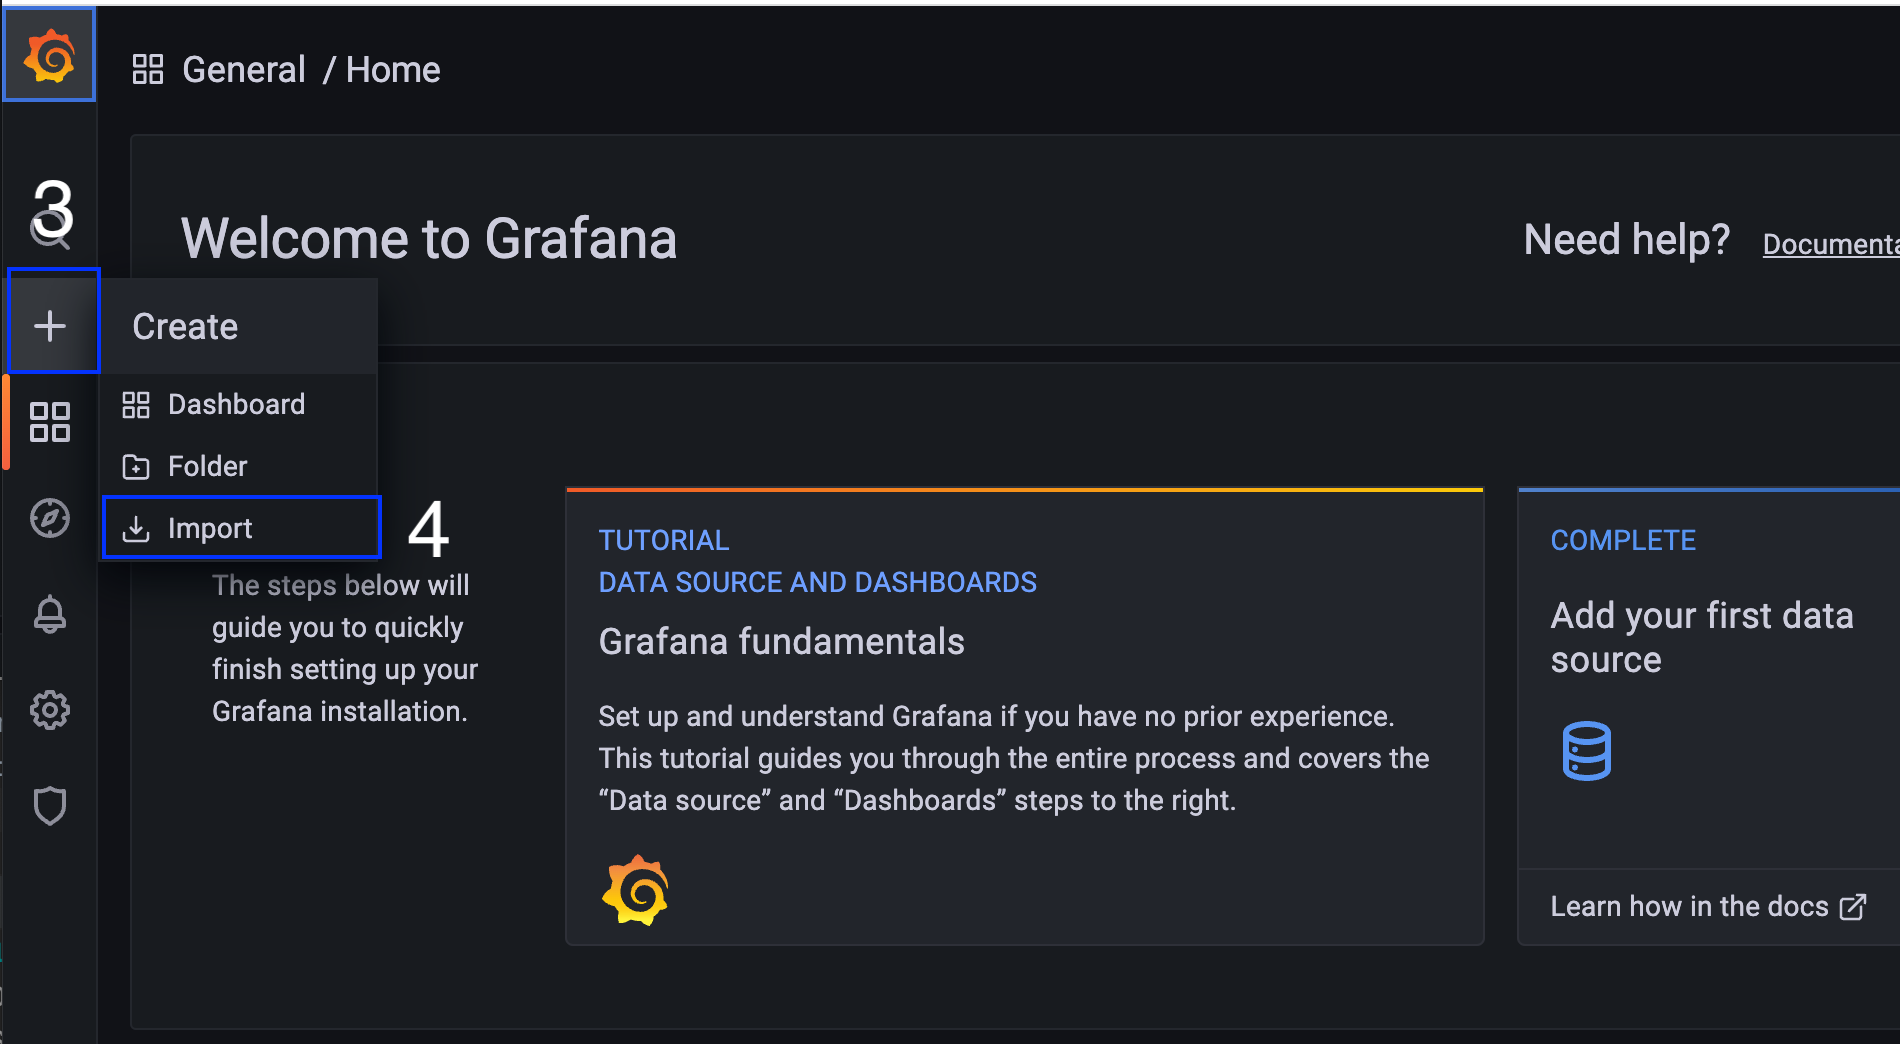 General / Home
3
Welcome to Grafana
Need help?
Create
Dashboard
Folder
Import
4
The steps below will
guide you to quickly
finish setting up your
Grafana installation.
TUTORIAL
DATA SOURCE AND DASHBOARDS
Grafana fundamentals
Set up and understand Grafana if you have no prior experience.
This tutorial guides you through the entire process and covers the
“Data source” and “Dashboards” steps to the right.
COMPLETE
Add your first data
source
Learn how in the docs